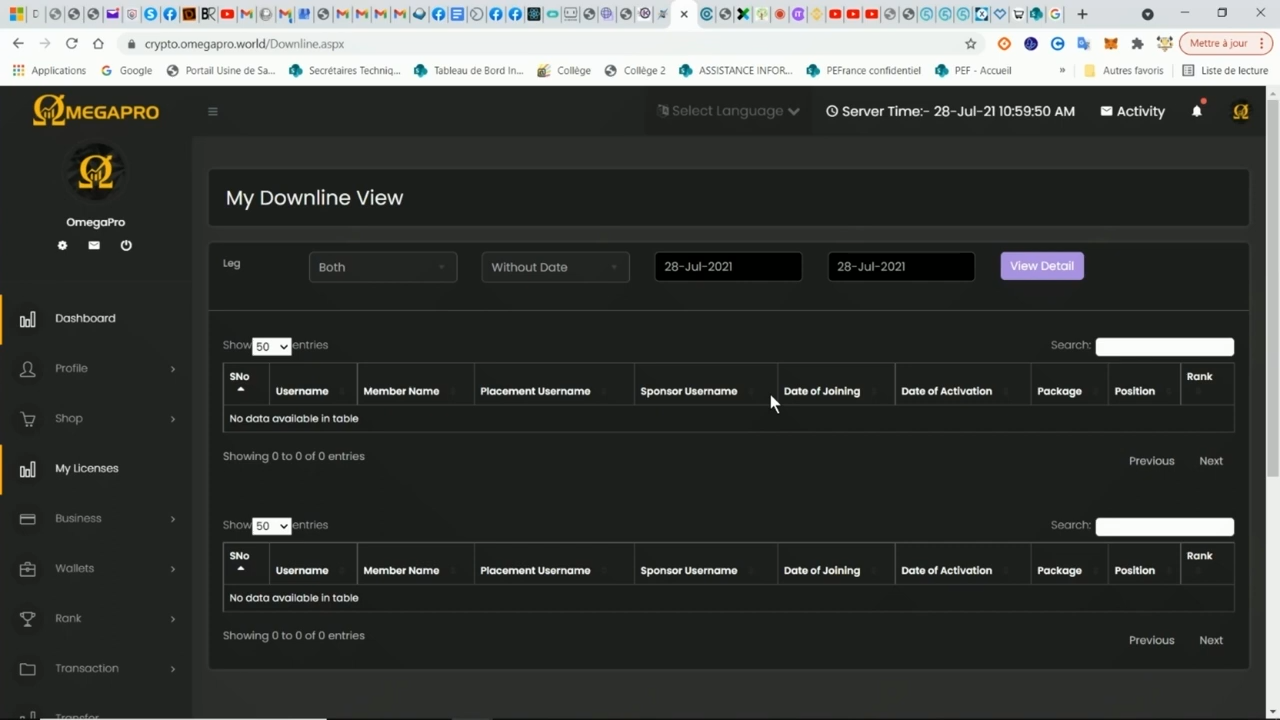 crypto.omegapro.world/Downline.aspx
Mettre à jour
Applications Google Portail Usine de Sa... Secrétaires Techniq... Tableau de Bord In... Collège Collège 2 ASSISTANCE INFOR... PEFrance confidentiel PEF - Accueil » Autres favoris Liste de lecture
ΩMEGAPRO
Select Language
Server Time:- 28-Jul-21 10:59:50 AM
Activity
OmegaPro
Dashboard
Profile
Shop
My Licenses
Business
Wallets
Rank
Transaction
Transfer
My Downline View
Leg Both Without Date 28-Jul-2021 28-Jul-2021 View Detail
Show 50 entries Search:
SNo Username Member Name Placement Username Sponsor Username Date of Joining Date of Activation Package Position Rank
No data available in table
Showing 0 to 0 of 0 entries Previous Next
Show 50 entries Search:
SNo Username Member Name Placement Username Sponsor Username Date of Joining Date of Activation Package Position Rank
No data available in table
Showing 0 to 0 of 0 entries Previous Next